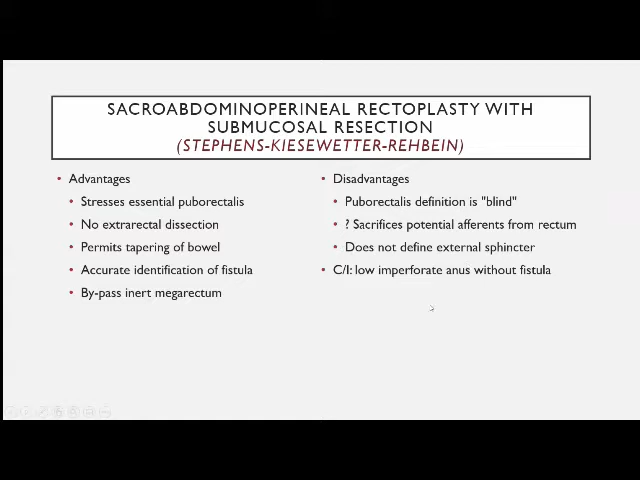 SACROABDOMINOPERINEAL RECTOPLASTY WITH
SUBMUCOSAL RESECTION
(STEPHENS-KIESEWETTER-REHBEIN)
• Advantages
• Stresses essential puborectalis
• No extrarectal dissection
• Permits tapering of bowel
• Accurate identification of fistula
• By-pass inert megarectum
• Disadvantages
• Puborectalis definition is "blind"
• ? Sacrifices potential afferents from rectum
• Does not define external sphincter
• C/I: low imperforate anus without fistula